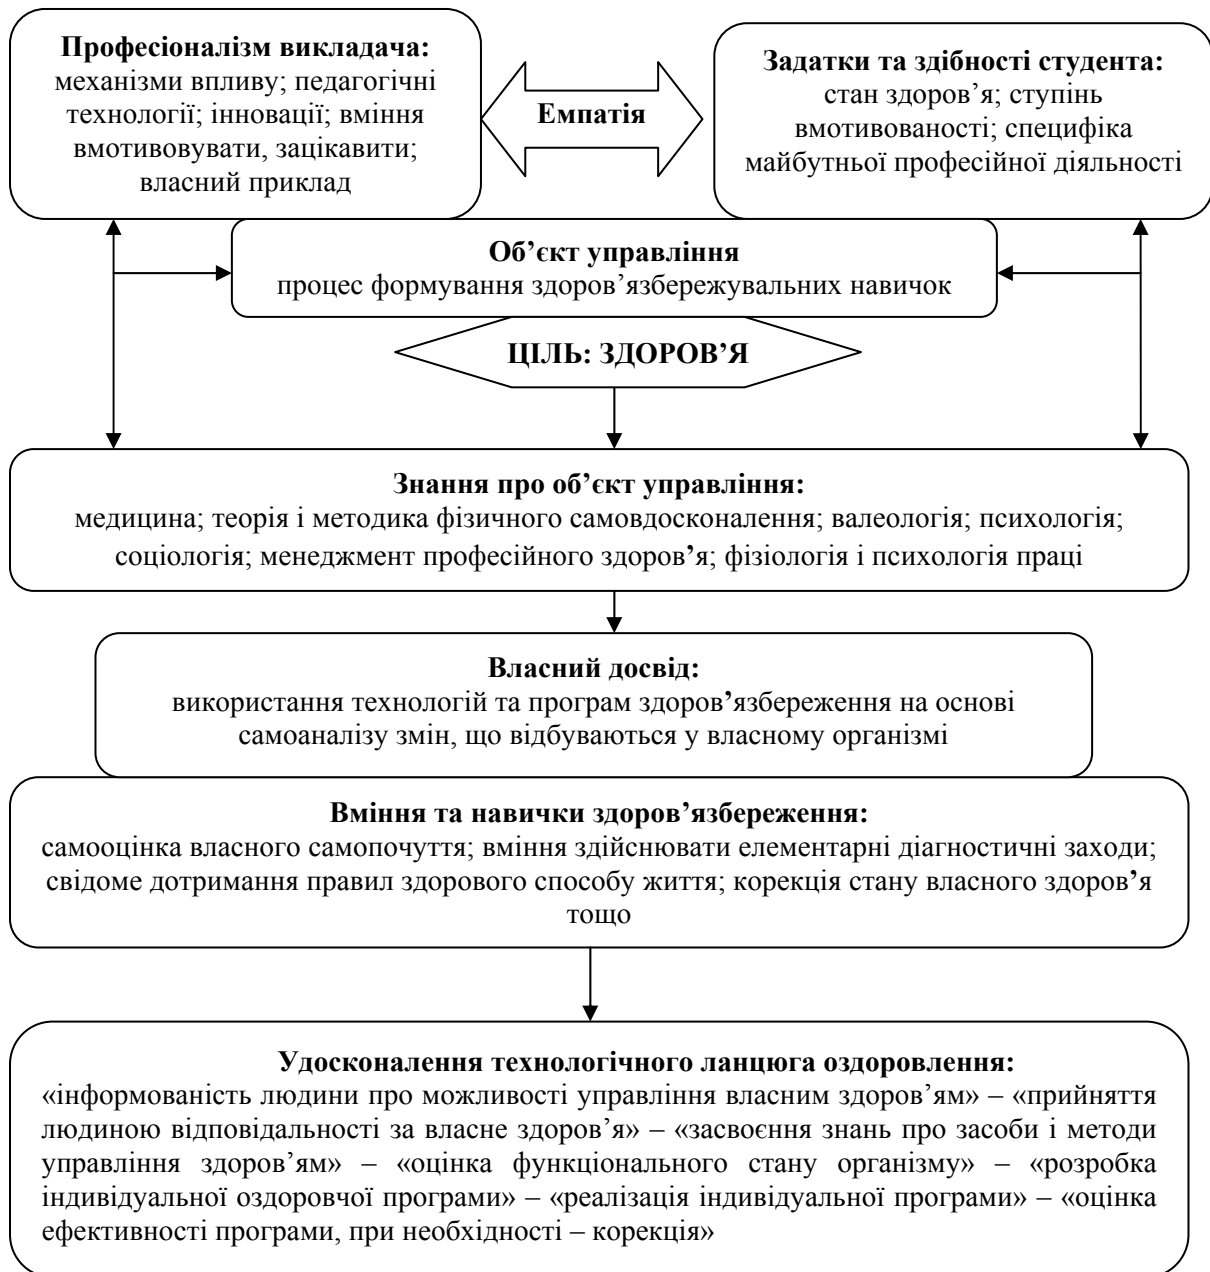 Професіоналізм викладача:
механізми впливу; педагогічні
технології; інновації; вміння
вмотивовувати, зацікавити;
власний приклад
Емпатія
Задатки та здібності студента:
стан здоров’я; ступінь
вмотивованості; специфіка
майбутньої професійної діяльності
Об’єкт управління
процес формування здоров’язбережувальних навичок
ЦІЛЬ: ЗДОРОВ’Я
Знання про об’єкт управління:
медицина; теорія і методика фізичного самовдосконалення; валеологія; психологія;
соціологія; менеджмент професійного здоров’я; фізіологія і психологія праці
Власний досвід:
використання технологій та програм здоров’язбереження на основі
самоаналізу змін, що відбуваються у власному організмі
Вміння та навички здоров’язбереження:
самооцінка власного самопочуття; вміння здійснювати елементарні діагностичні заходи;
свідоме дотримання правил здорового способу життя; корекція стану власного здоров’я
тощо
Удосконалення технологічного ланцюга оздоровлення:
«інформованість людини про можливості управління власним здоров’ям» – «прийняття
людиною відповідальності за власне здоров’я» – «засвоєння знань про засоби і методи
управління здоров’ям» – «оцінка функціонального стану організму» – «розробка
індивідуальної оздоровчої програми» – «реалізація індивідуальної програми» – «оцінка
ефективності програми, при необхідності – корекція»